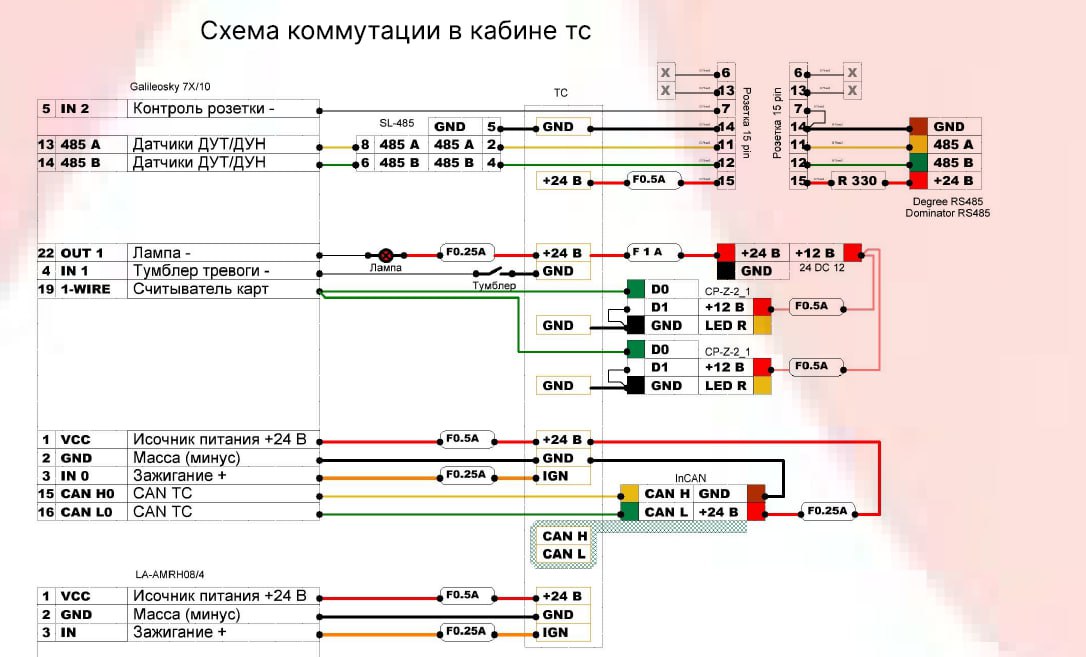 Схема коммутации в кабине тс
Galileosky 7X/10
ТС
5 IN 2 Контроль розетки -
13 485 A Датчики ДУТ/ДУН
14 485 B Датчики ДУТ/ДУН
SL-485
GND 5
8 485 A 485 A 2
6 485 B 485 B 4
GND
+24 В
F0.5A
X 6
X 13
7
14
11
12
15
Розетка 15 pin
Розетка 15 pin
6 X
13 X
7
14
11
12
15
R 330
GND
485 A
485 B
+24 В
Degree RS485
Dominator RS485
22 OUT 1 Лампа -
4 IN 1 Тумблер тревоги -
19 1-WIRE Считыватель карт
Лампа
F0.25A
+24 В
F 1 A
+24 В +12 В
GND
24 DC 12
Тумблер
GND
D0 CP-Z-2_1
D1 +12 В
GND LED R
F0.5A
GND
D0 CP-Z-2_1
D1 +12 В
GND LED R
F0.5A
GND
1 VCC Исочник питания +24 В
2 GND Масса (минус)
3 IN 0 Зажигание +
15 CAN H0 CAN TC
16 CAN L0 CAN TC
F0.5A
+24 В
GND
F0.25A
IGN
InCAN
CAN H GND
CAN L +24 В
F0.25A
CAN H
CAN L
LA-AMRH08/4
1 VCC Исочник питания +24 В
2 GND Масса (минус)
3 IN Зажигание +
F0.5A
+24 В
GND
F0.25A
IGN